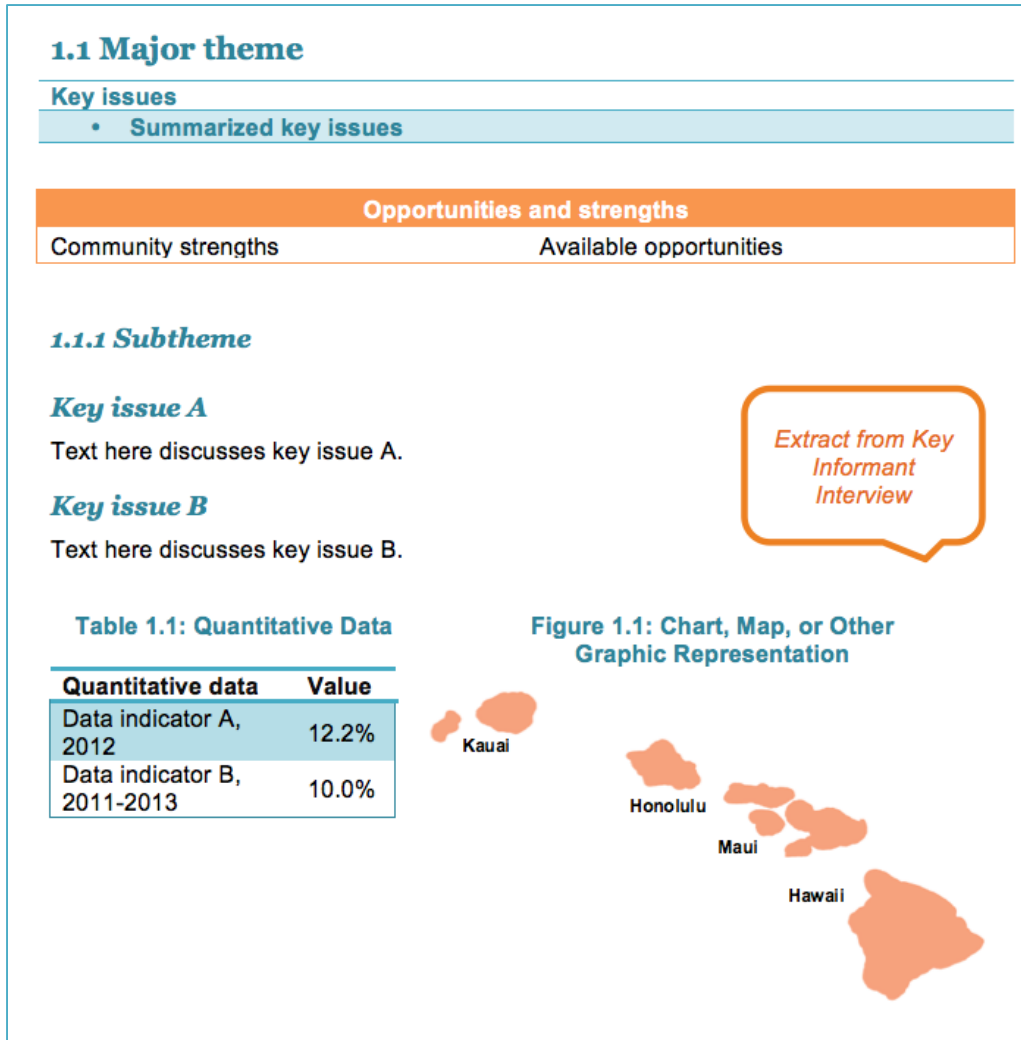 1.1 Major theme
Key issues
• Summarized key issues
Opportunities and strengths
Community strengths Available opportunities
1.1.1 Subtheme
Key issue A
Text here discusses key issue A.
Key issue B
Text here discusses key issue B.
Extract from Key
Informant
Interview
Table 1.1: Quantitative Data
Quantitative data Value
Data indicator A,
2012 12.2%
Data indicator B,
2011-2013 10.0%
Figure 1.1: Chart, Map, or Other
Graphic Representation
Kauai
Honolulu
Maui
Hawaii